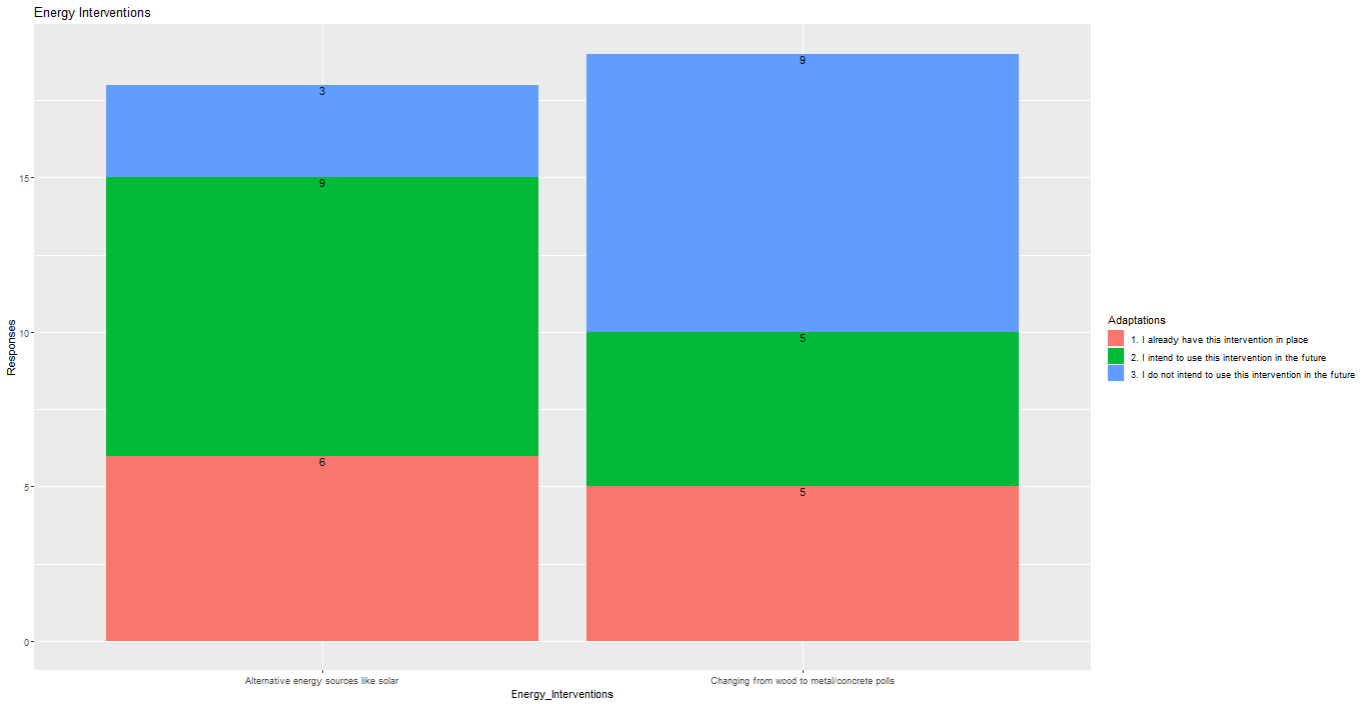 Energy Interventions
Responses
15
10
5
0
3
9
6
9
5
5
Alternative energy sources like solar
Changing from wood to metal/concrete polls
Energy_Interventions
Adaptations
1. I already have this intervention in place
2. I intend to use this intervention in the future
3. I do not intend to use this intervention in the future